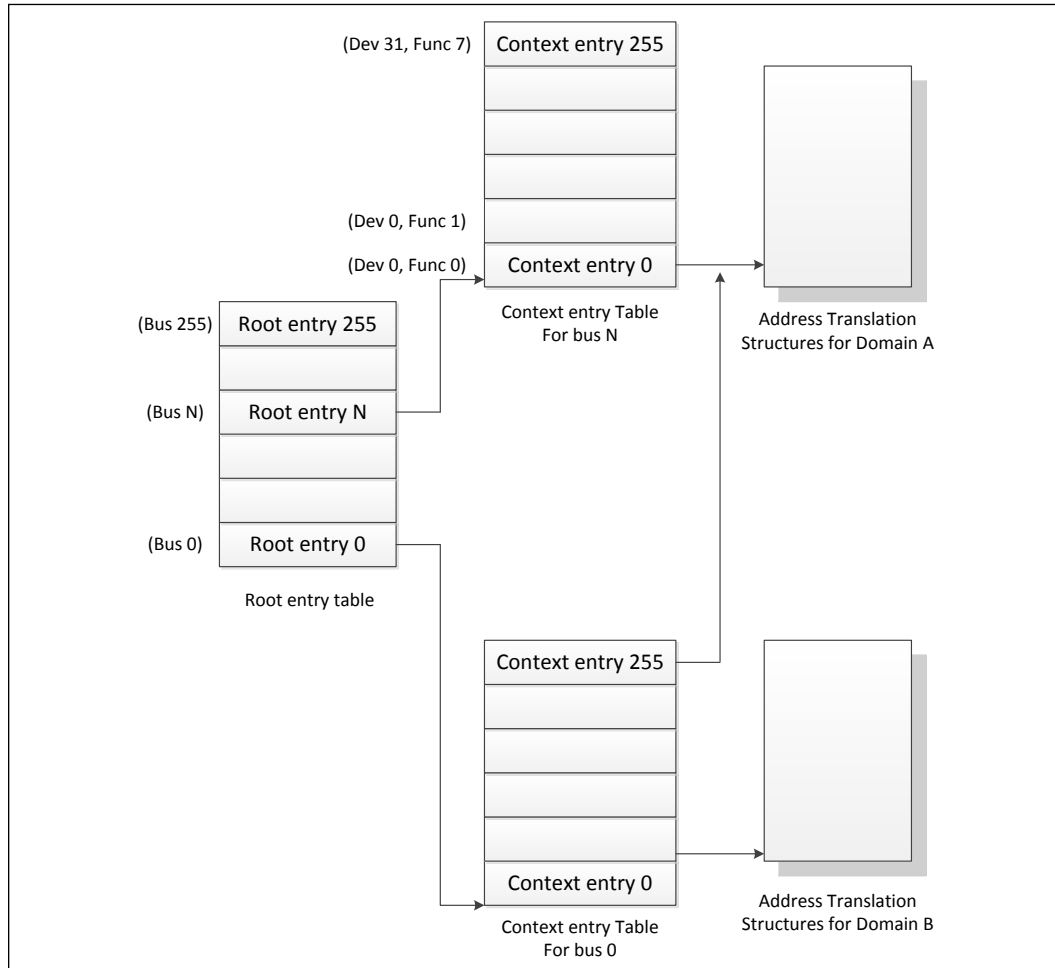 (Dev 31, Func 7)
Context entry 255
(Dev 0, Func 1)
(Dev 0, Func 0)
Context entry 0
Context entry Table
For bus N
Address Translation
Structures for Domain A
(Bus 255)
Root entry 255
(Bus N)
Root entry N
(Bus 0)
Root entry 0
Root entry table
Context entry 255
Context entry 0
Context entry Table
For bus 0
Address Translation
Structures for Domain B